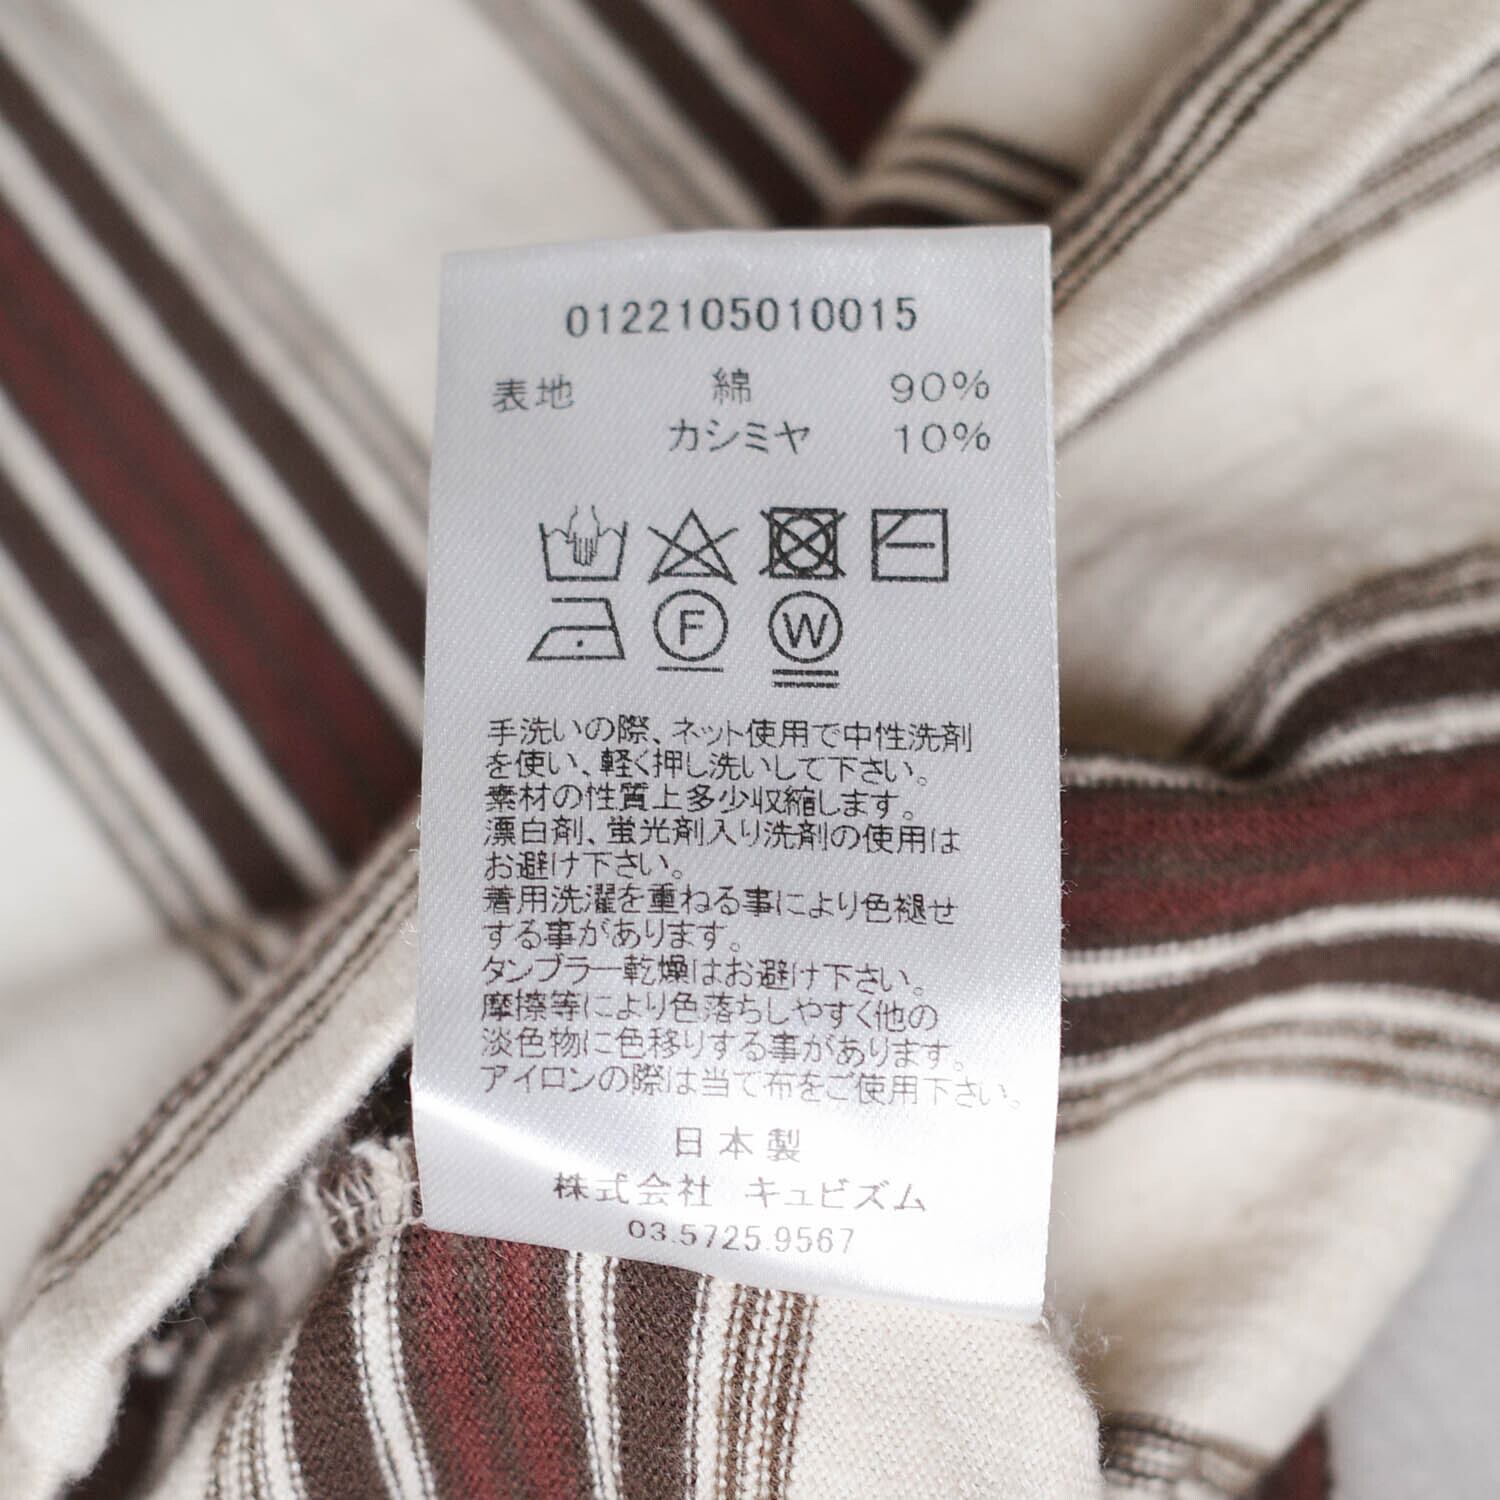 0122105010015
表地 綿 90%
カシミヤ 10%
F W
手洗いの際、ネット使用で中性洗剤
を使い、軽く押し洗いして下さい。
素材の性質上多少収縮します。
漂白剤、蛍光剤入り洗剤の使用は
お避け下さい。
着用洗濯を重ねる事により色褪せ
する事があります。
タンブラー乾燥はお避け下さい。
摩擦等により色落ちしやすく他の
淡色物に色移りする事があります。
アイロンの際は当て布をご使用下さい。
日本製
株式会社 キュビズム
03.5725.9567